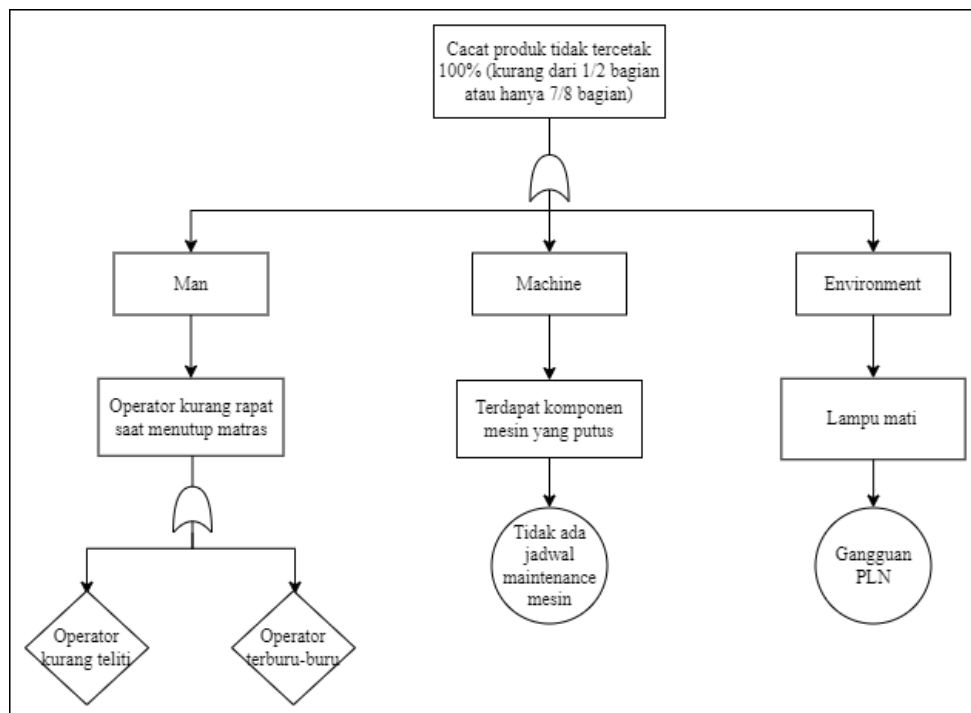 Cacat produk tidak tercetak
100% (kurang dari 1/2 bagian
atau hanya 7/8 bagian)
Man
Machine
Environment
Operator kurang rapat
saat menutup matras
Terdapat komponen
mesin yang putus
Lampu mati
Operator
kurang teliti
Operator
terburu-buru
Tidak ada
jadwal
maintenance
mesin
Gangguan
PLN